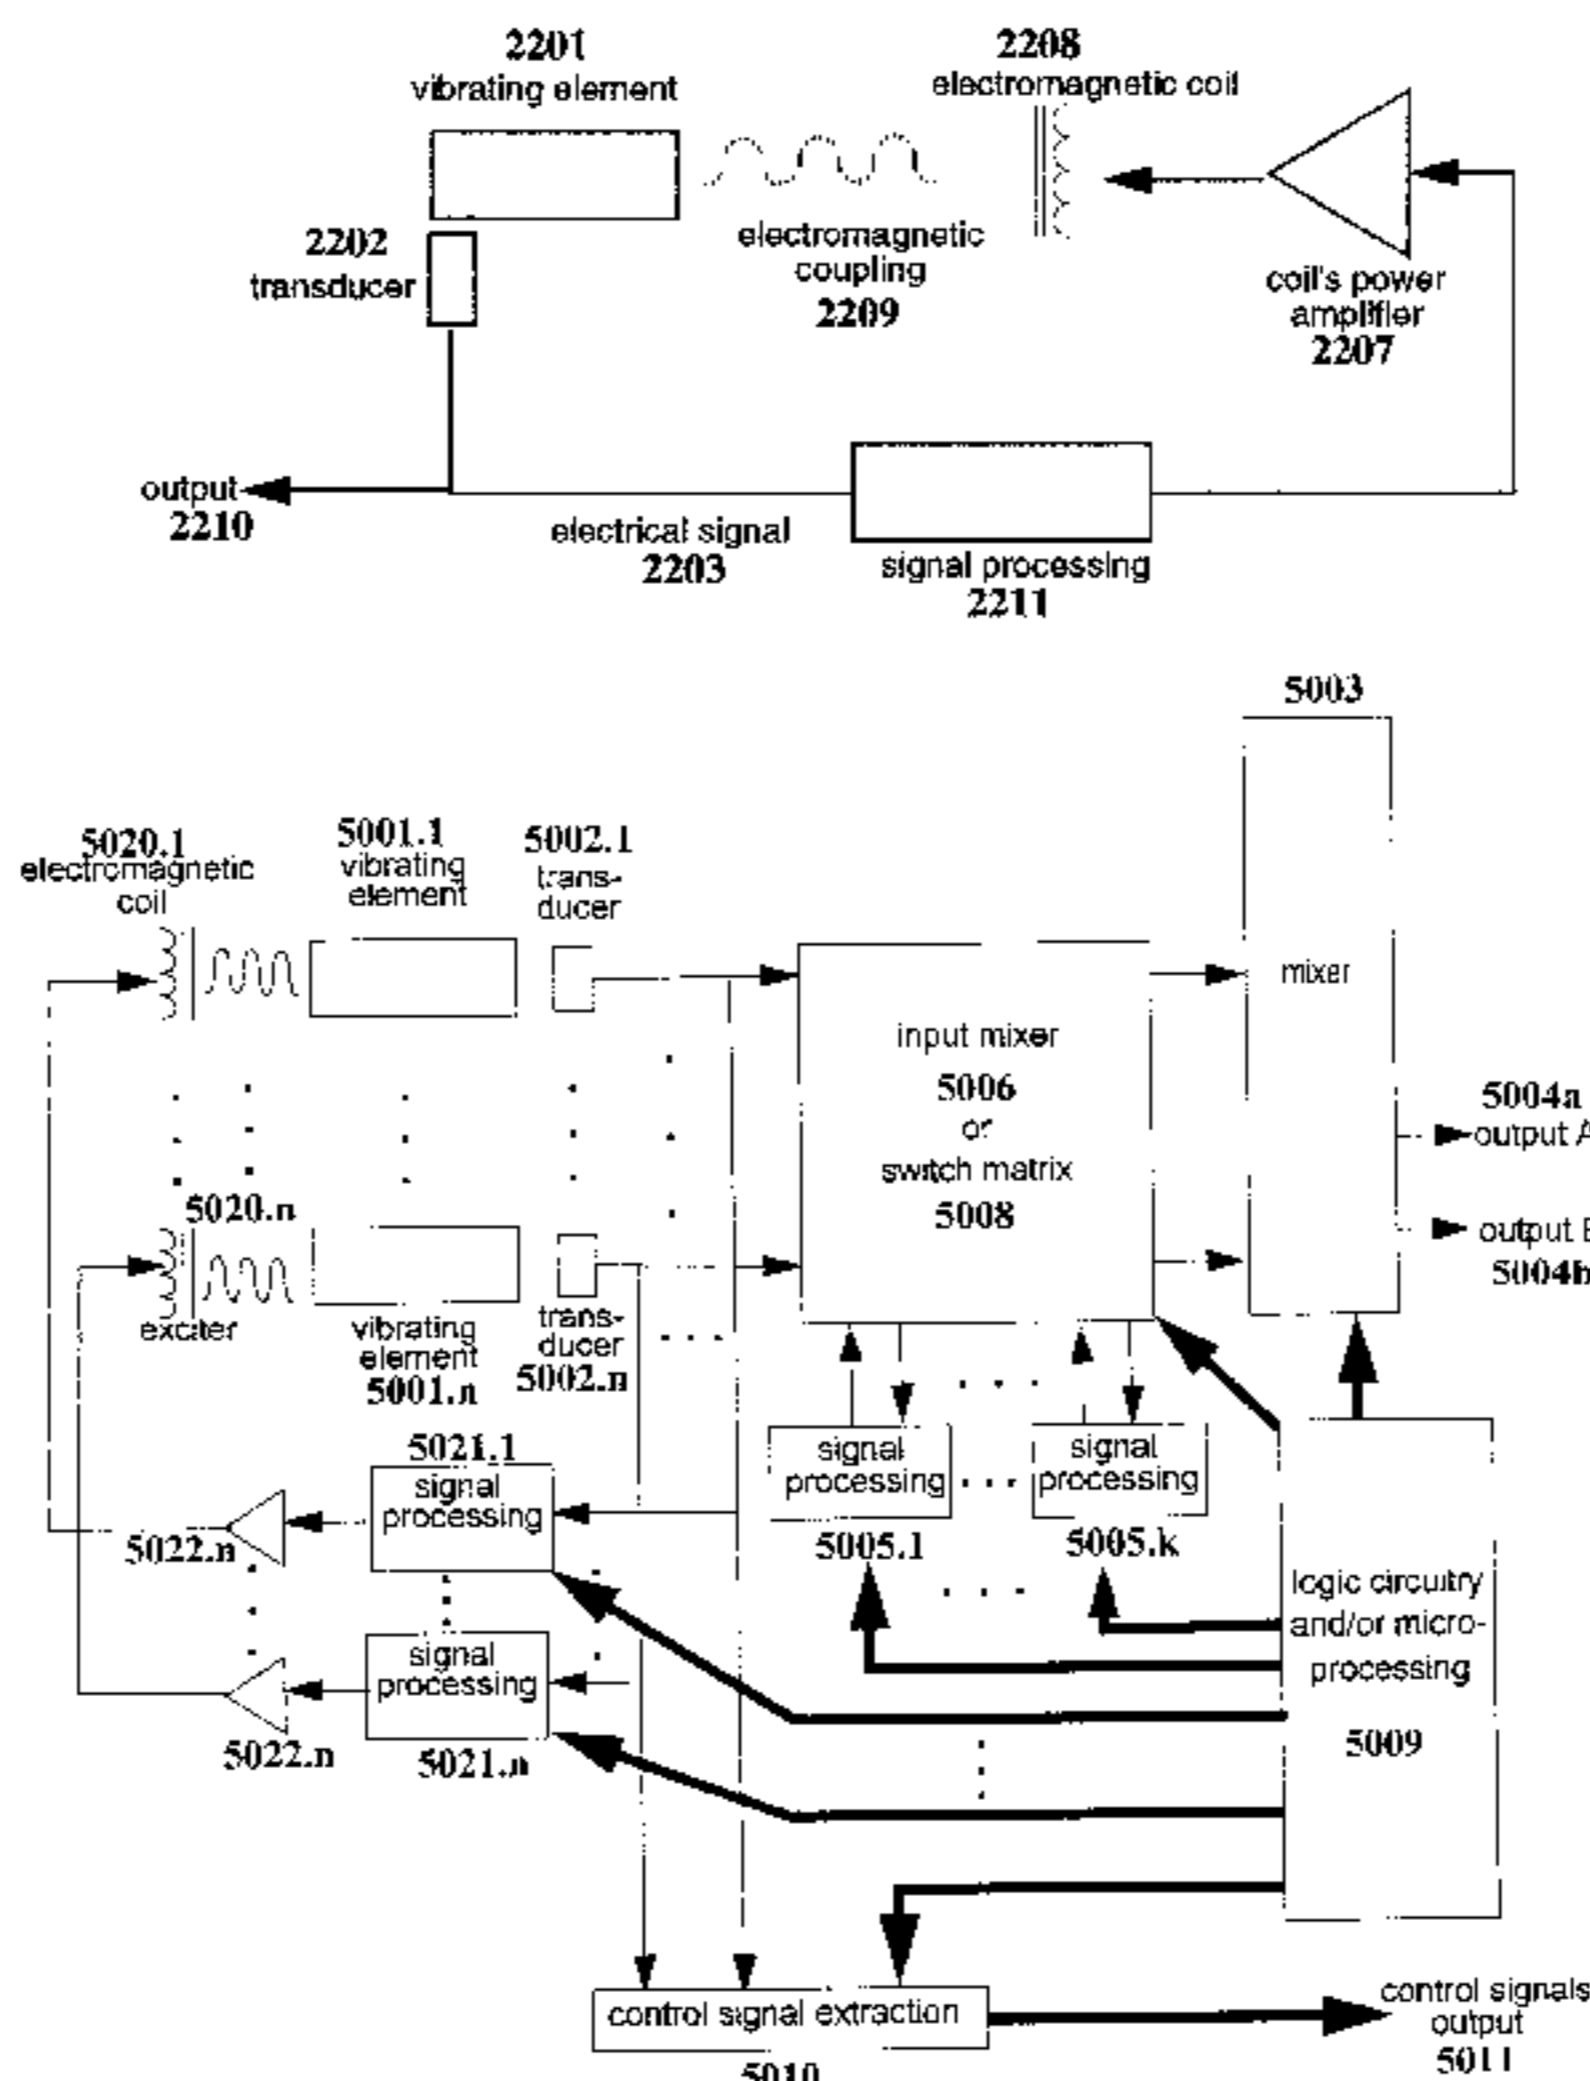 2201
vibrating element
2208
electromagnetic coil
2202
transducer
electromagnetic
coupling
2209
coil's power
amplifier
2207
output
2210
electrical signal
2203
signal processing
2211
5003
5020.1
electromagnetic
coil
5001.1
vibrating
element
5002.1
trans-
ducer
mixer
input mixer
5006
or
switch matrix
5008
5004a
output A
output B
5004b
5020.n
exciter
vibrating
element
5001.n
trans-
ducer
5002.n
5021.1
signal
processing
5022.n
signal
processing
5005.1
signal
processing
5005.k
logic circuitry
and/or micro-
processing
5009
signal
processing
5022.n
5021.n
control signal extraction
5010
control signals
output
5011